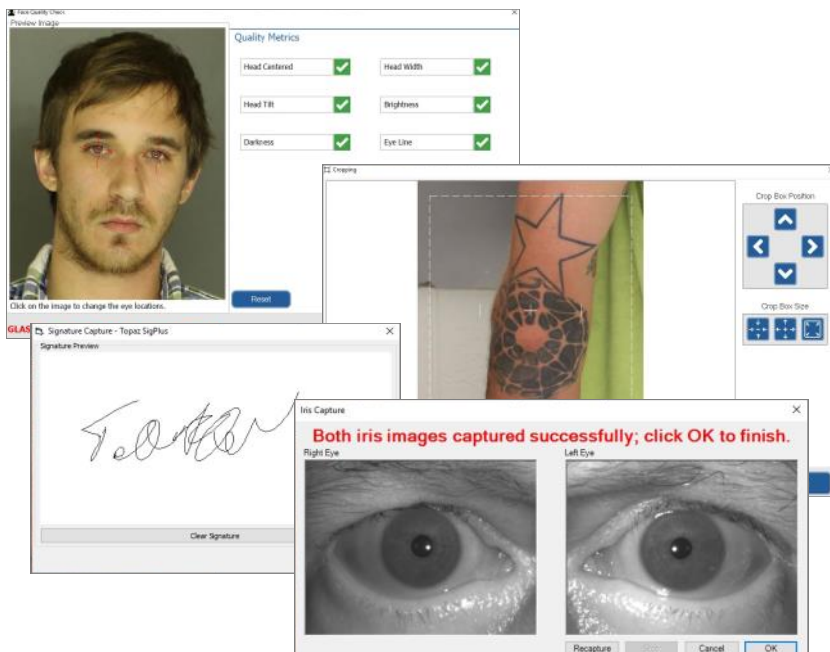 Face Quality Check
Preview Image
Quality Metrics
Head Centered
Head Width
Head Tilt
Brightness
Darkness
Eye Line
Click on the image to change the eye locations.
Reset
GLAS
Cropping
Crop Box Position
Crop Box Size
Signature Capture - Topaz SigPlus
Signature Preview
Clear Signature
Iris Capture
Both iris images captured successfully; click OK to finish.
Right Eye
Left Eye
Recapture
Cancel
OK